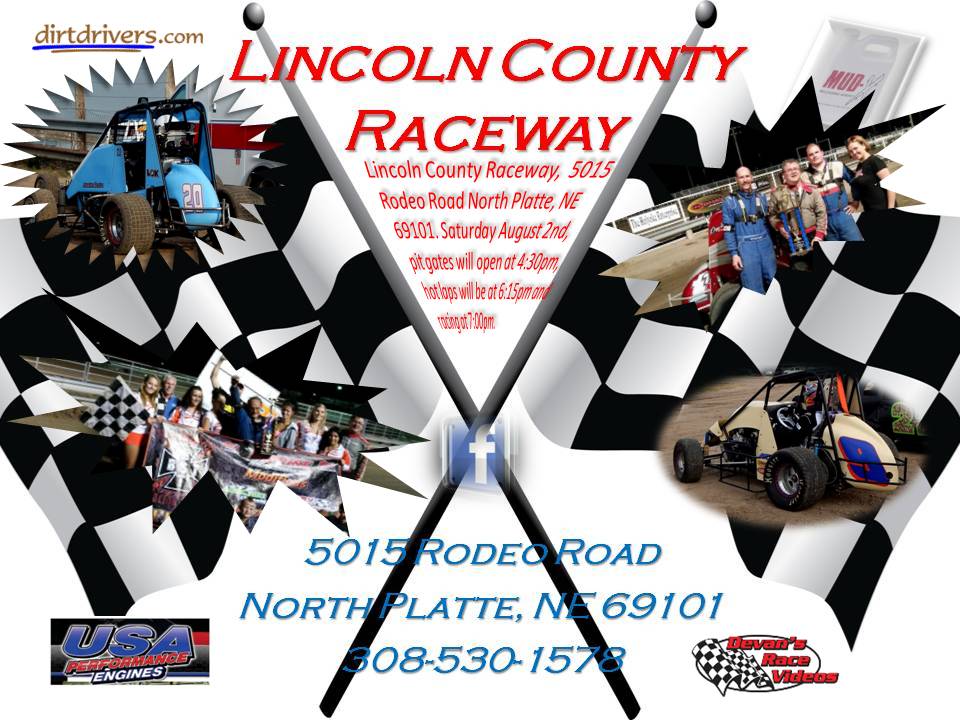 dirtdrivers.com
Lincoln County
Raceway
MUD-
Lincoln County Raceway, 5015
Rodeo Road North Platte, NE
69101. Saturday August 2nd,
pit gates will open at 4:30pm,
hot laps will be at 6:15pm and
racing at 7:00pm.
20
f
5015 Rodeo Road
North Platte, NE 69101
308-530-1578
USA
PERFORMANCE
ENGINES
Devan's
Race
Videos